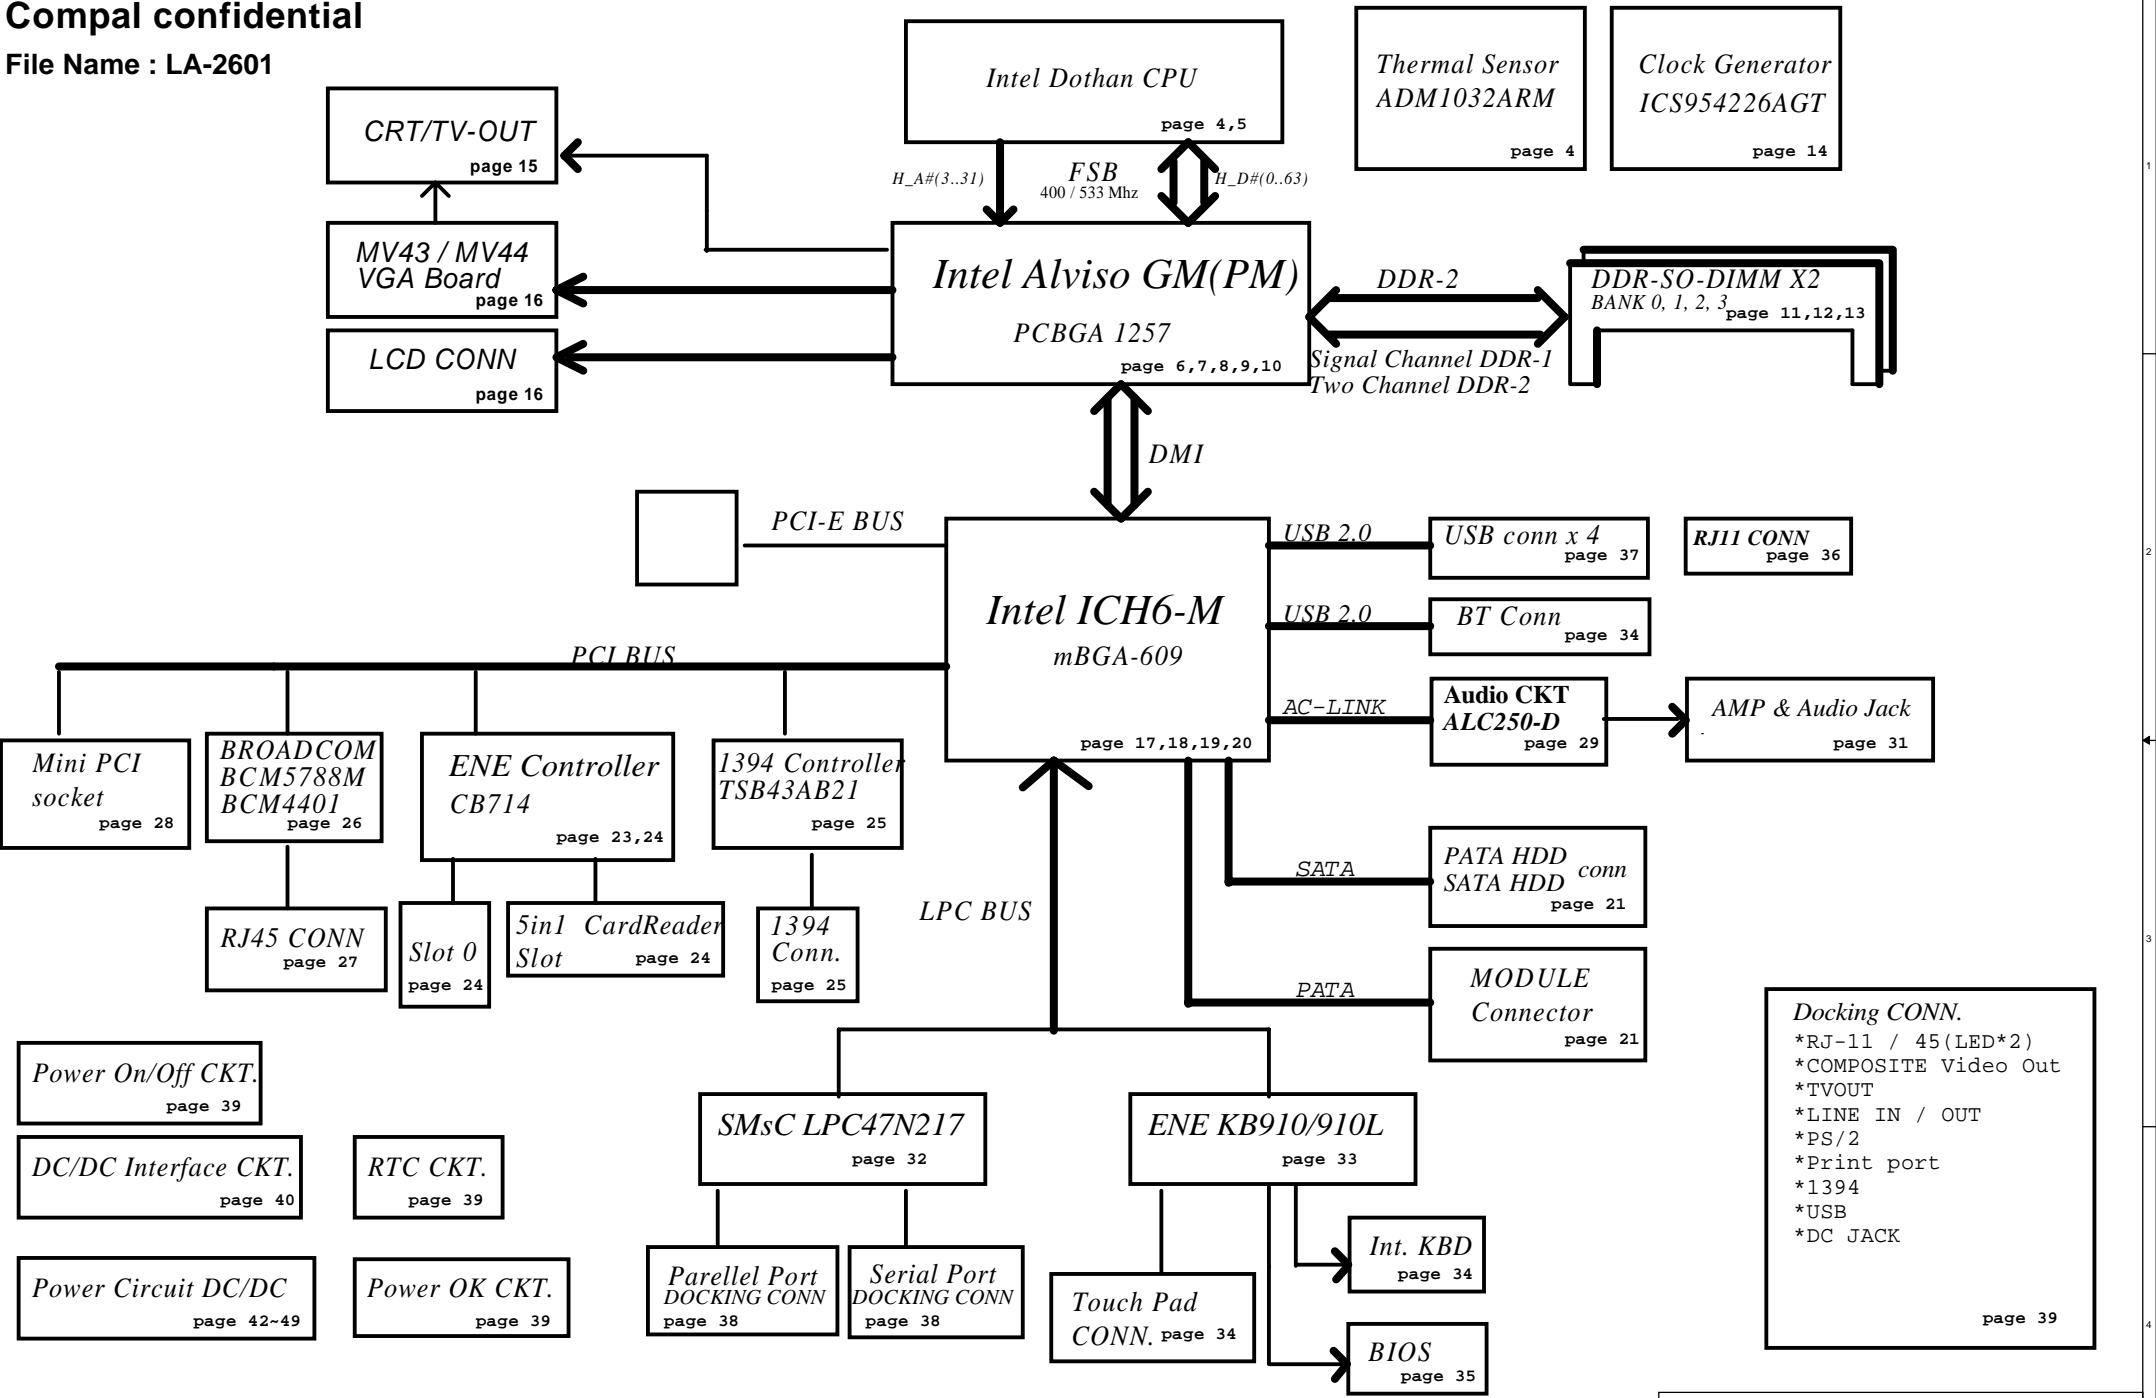 Compal confidential
File Name : LA-2601
Intel Dothan CPU
page 4,5
Thermal Sensor
ADM1032ARM
page 4
Clock Generator
ICS954226AGT
page 14
CRT/TV-OUT
page 15
H_A#(3..31)
FSB
400 / 533 Mhz
H_D#(0..63)
MV43 / MV44
VGA Board
page 16
LCD CONN
page 16
Intel Alviso GM(PM)
PCBGA 1257
page 6,7,8,9,10
DDR-2
Signal Channel DDR-1
Two Channel DDR-2
DDR-SO-DIMM X2
BANK 0, 1, 2, 3
page 11,12,13
DMI
PCI-E BUS
Intel ICH6-M
mBGA-609
page 17,18,19,20
USB 2.0
USB conn x 4
page 37
RJ11 CONN
page 36
USB 2.0
BT Conn
page 34
AC-LINK
Audio CKT
ALC250-D
page 29
AMP & Audio Jack
page 31
PCI BUS
Mini PCI
socket
page 28
BROADCOM
BCM5788M
BCM4401
page 26
ENE Controller
CB714
page 23,24
1394 Controller
TSB43AB21
page 25
RJ45 CONN
page 27
Slot 0
page 24
5in1 CardReader
Slot
page 24
1394
Conn.
page 25
LPC BUS
SATA
PATA HDD
SATA HDD
conn
page 21
PATA
MODULE
Connector
page 21
Docking CONN.
*RJ-11 / 45(LED*2)
*COMPOSITE Video Out
*TVOUT
*LINE IN / OUT
*PS/2
*Print port
*1394
*USB
*DC JACK
page 39
Power On/Off CKT.
page 39
DC/DC Interface CKT.
page 40
RTC CKT.
page 39
Power Circuit DC/DC
page 42~49
Power OK CKT.
page 39
SMsC LPC47N217
page 32
ENE KB910/910L
page 33
Parellel Port
DOCKING CONN
page 38
Serial Port
DOCKING CONN
page 38
Touch Pad
CONN.
page 34
Int. KBD
page 34
BIOS
page 35
1
2
3
4